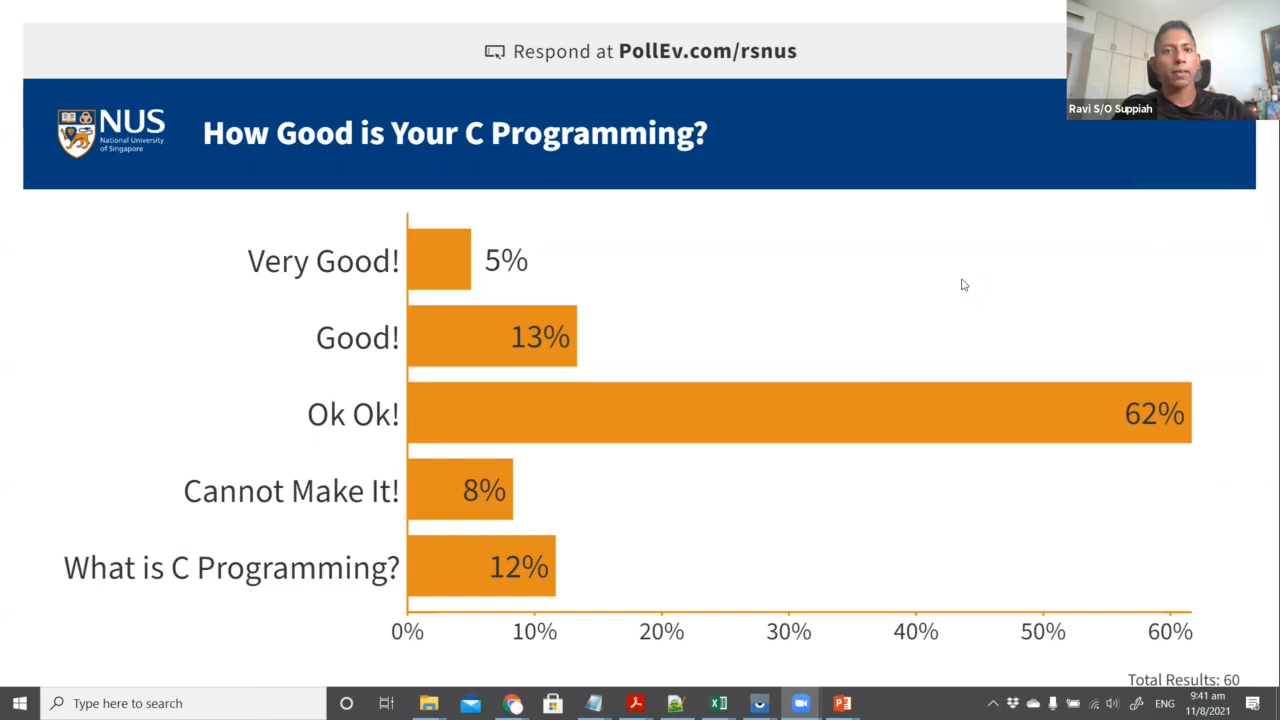 Respond at PollEv.com/rsnus
Ravi S/O Suppiah
NUS
National University
of Singapore
How Good is Your C Programming?
Very Good!
5%
Good!
13%
Ok Ok!
62%
Cannot Make It!
8%
What is C Programming?
12%
0% 10% 20% 30% 40% 50% 60%
Total Results: 60
Type here to search
ENG
9:41 am
11/8/2021